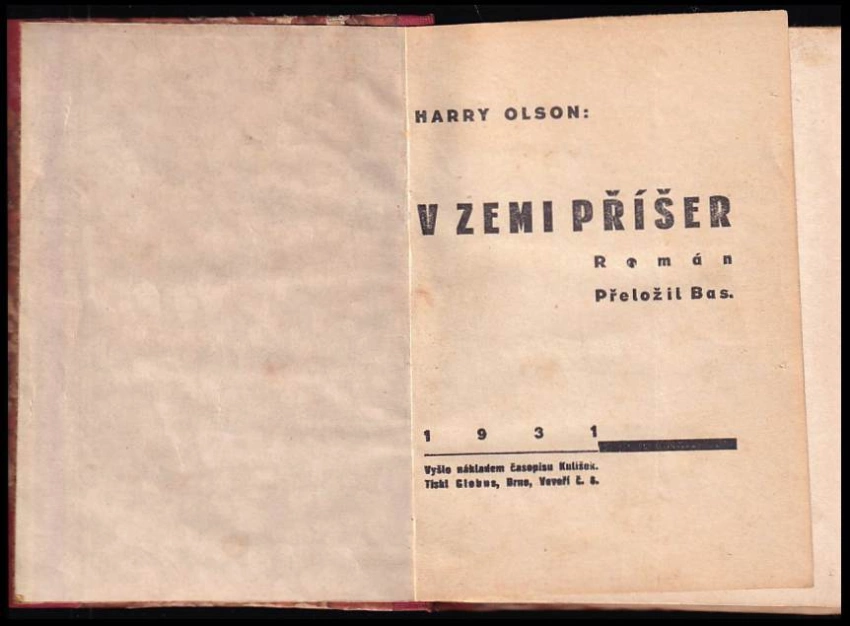 HARRY OLSON:
V ZEMI PŘÍŠER
Román
Přeložil Bas.
1931
Vyšlo nákladem časopisu Kulíšek.
Tiskl Globus, Brno, Veveří č. 8.